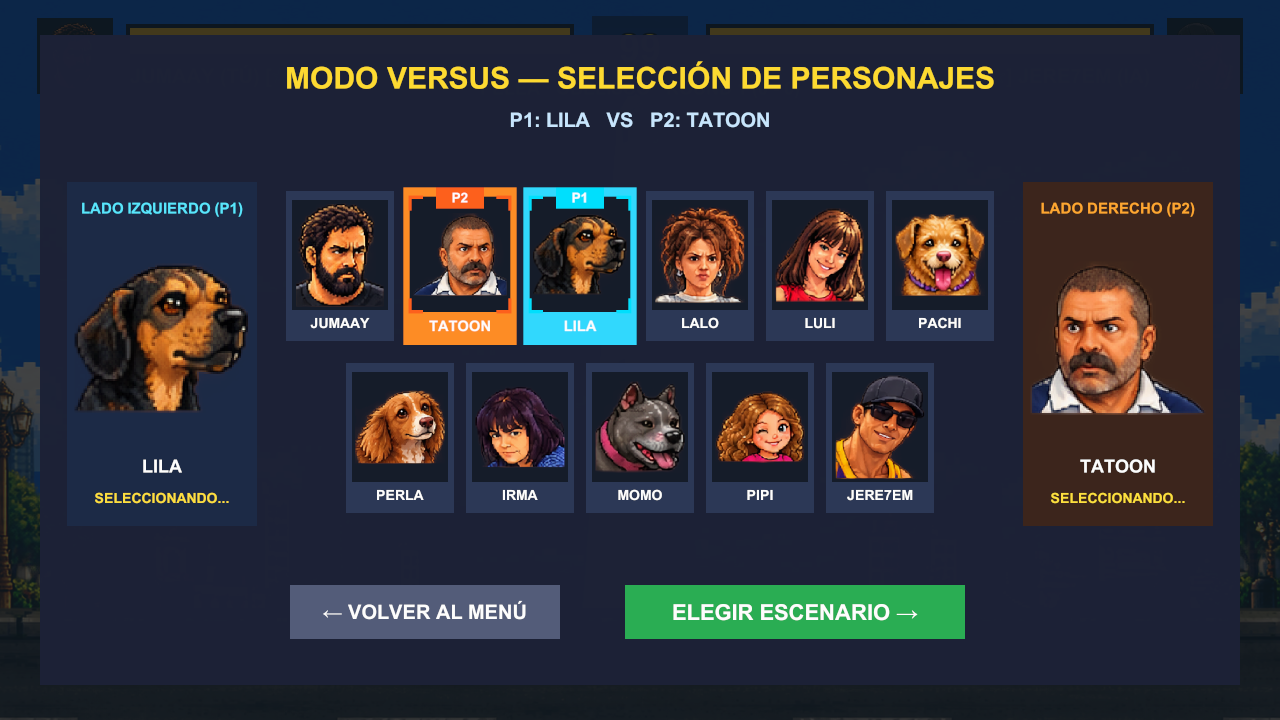 MODO VERSUS — SELECCIÓN DE PERSONAJES
P1: LILA VS P2: TATOON
LADO IZQUIERDO (P1)
LILA
SELECCIONANDO...
P2
P1
JUMAAY
TATOON
LILA
LALO
LULI
PACHI
PERLA
IRMA
MOMO
PIPI
JERE7EM
LADO DERECHO (P2)
TATOON
SELECCIONANDO...
← VOLVER AL MENÚ
ELEGIR ESCENARIO →